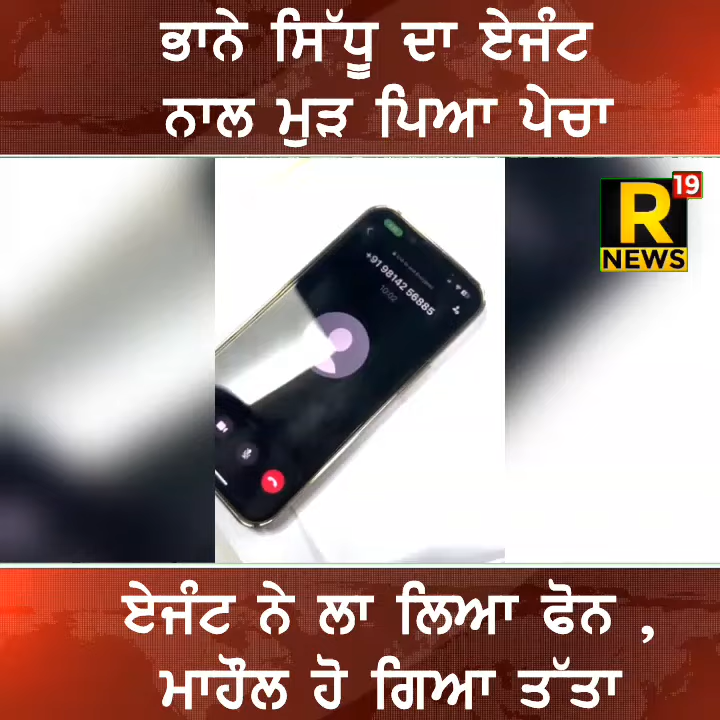 ਭਾਨੇ ਸਿੱਧੂ ਦਾ ਏਜੰਟ
ਨਾਲ ਮੁੜ ਪਿਆ ਪੇਚਾ
R 19
NEWS
+91 98142 56885
10:02
ਏਜੰਟ ਨੇ ਲਾ ਲਿਆ ਫੋਨ ,
ਮਾਹੌਲ ਹੋ ਗਿਆ ਤੱਤਾ